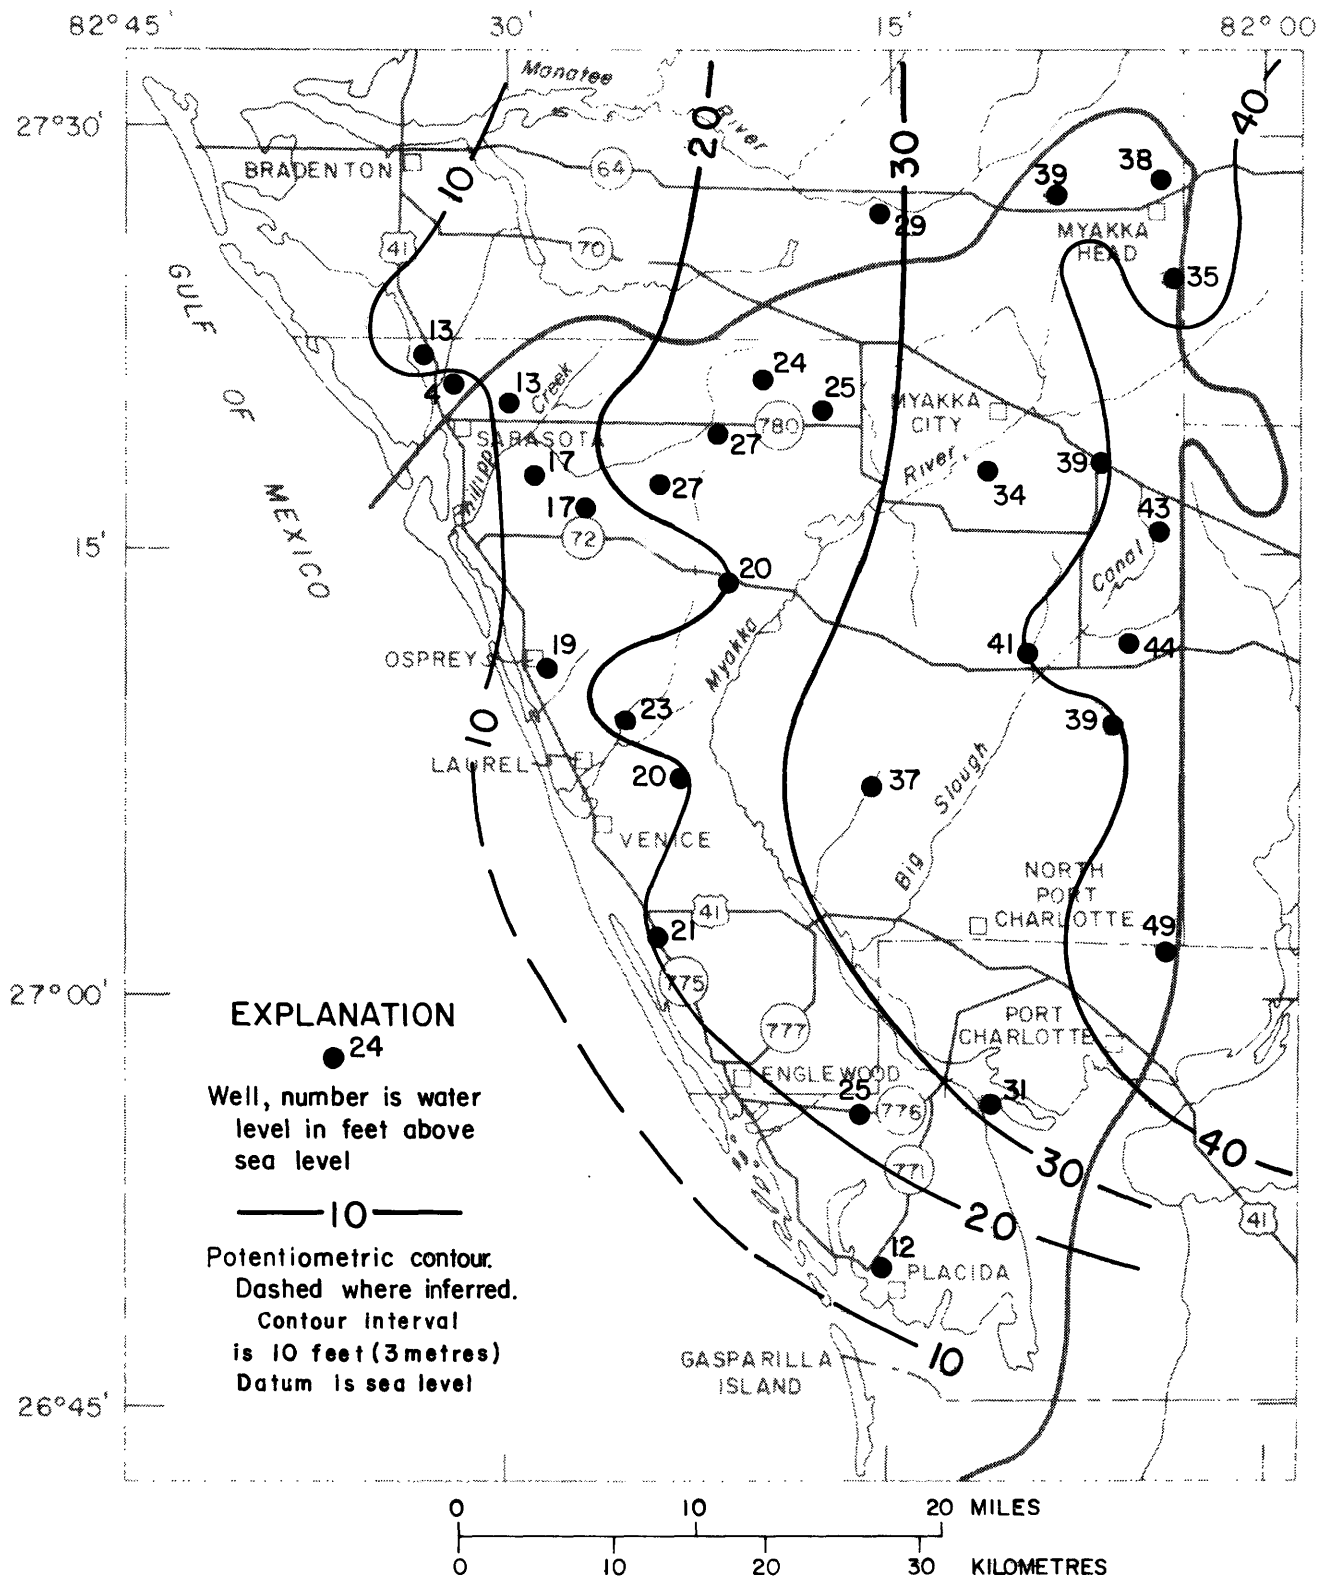 82°45'
30'
15'
82°00'
Manatee
River
27°30'
BRADENTON
64
10
20
30
40
39
38
29
MYAKKA
HEAD
41
70
35
GULF
OF
MEXICO
13
4
13
Creek
24
25
780
MYAKKA
CITY
SARASOTA
27
River
39
34
17
27
17
43
72
15'
20
Canal
Myakka
41
44
OSPREY
19
23
39
10
LAUREL
20
37
Slough
VENICE
Big
NORTH
PORT
CHARLOTTE
41
49
21
775
27°00'
777
PORT
CHARLOTTE
ENGLEWOOD
25
776
31
771
30
40
20
41
12
PLACIDA
10
GASPARILLA
ISLAND
26°45'
EXPLANATION
24
Well, number is water
level in feet above
sea level
10
Potentiometric contour.
Dashed where inferred.
Contour interval
is 10 feet (3 metres)
Datum is sea level
0 10 20 MILES
0 10 20 30 KILOMETRES